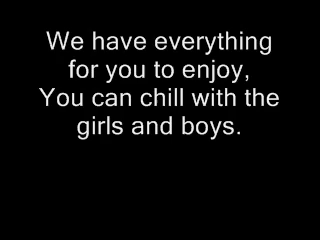 We have everything
for you to enjoy,
You can chill with the
girls and boys.